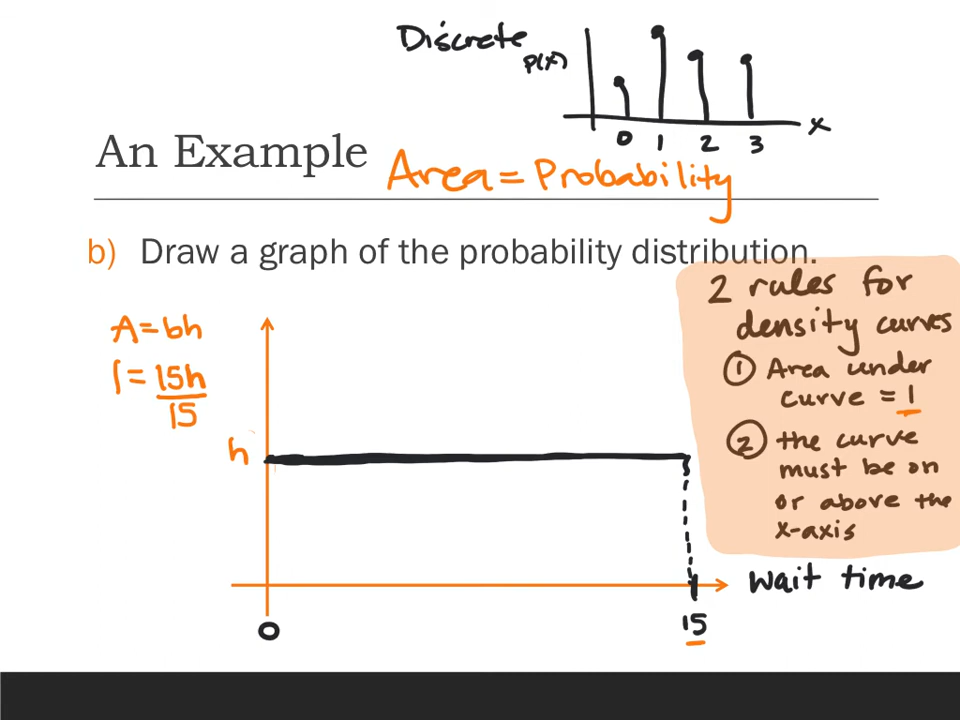 Discrete
P(x)
0 1 2 3 x
An Example
Area = Probability
b) Draw a graph of the probability distribution.
2 rules for
density curves
① Area under
curve = 1
② the curve
must be on
or above the
x-axis
A = bh
1 = 15h
15
h
wait time
0
15